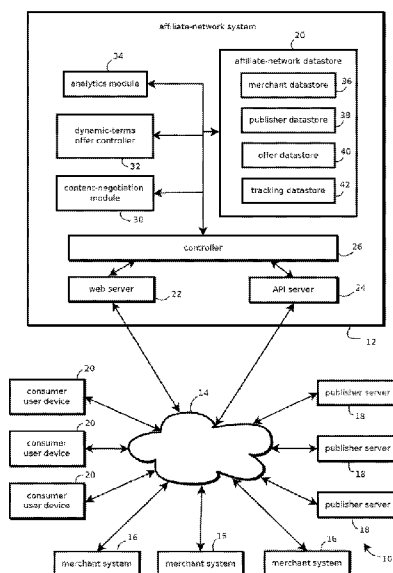 affiliate-network system
34
20
analytics module
affiliate-network datastore
36
merchant datastore
dynamic-terms
offer controller
32
38
publisher datastore
40
offer datastore
content-negotiation
module
30
42
tracking datastore
controller
26
web server
22
API server
24
12
20
consumer
user device
14
publisher server
18
20
consumer
user device
publisher server
18
20
consumer
user device
publisher server
18
16
merchant system
16
merchant system
16
merchant system
10